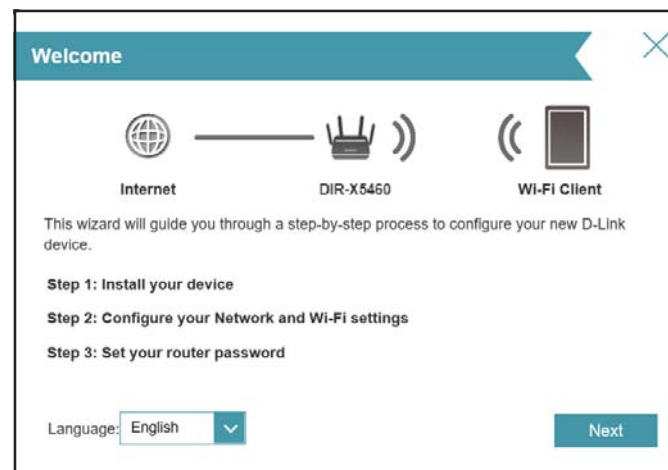 Welcome
Internet
DIR-X5460
Wi-Fi Client
This wizard will guide you through a step-by-step process to configure your new D-Link
device.
Step 1: Install your device
Step 2: Configure your Network and Wi-Fi settings
Step 3: Set your router password
Language: English
Next